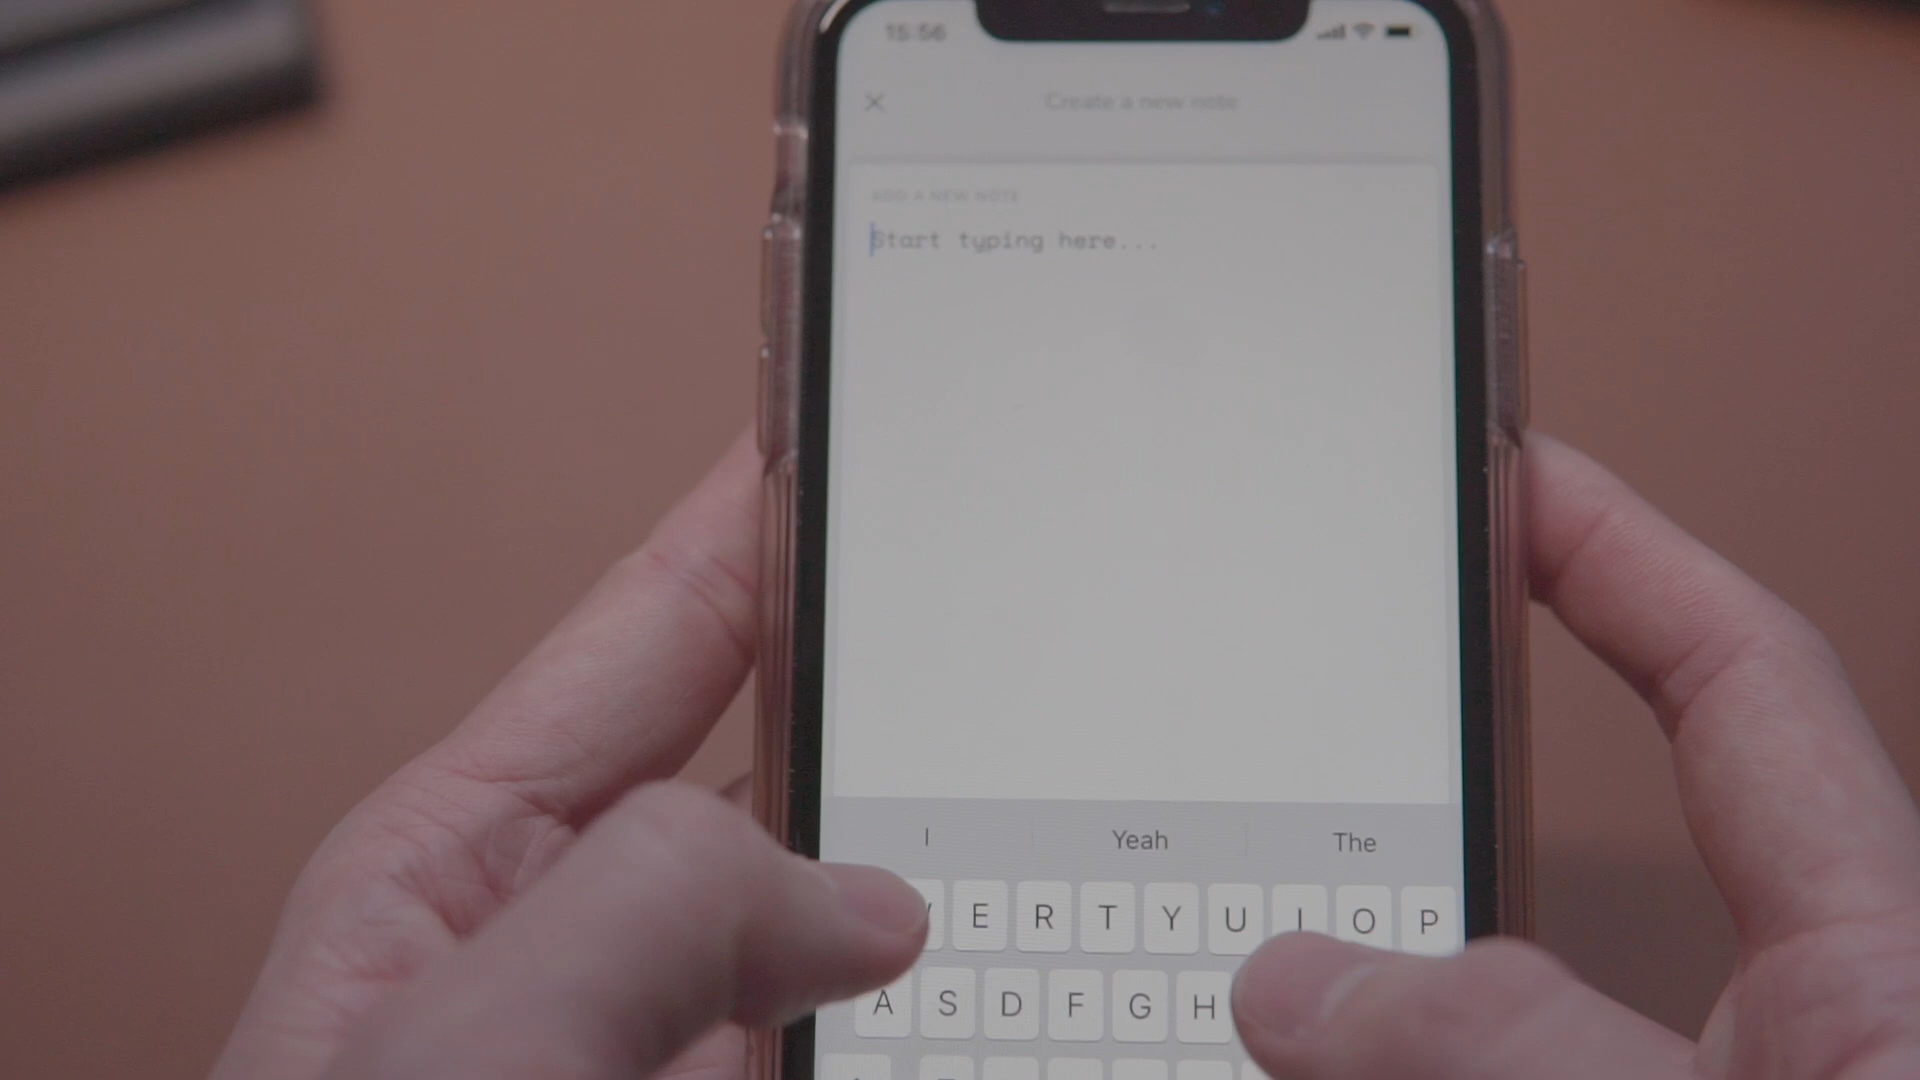 15:56
Create a new note
ADD A NEW NOTE
Start typing here...
I Yeah The
E R T Y U I O P
A S D F G H